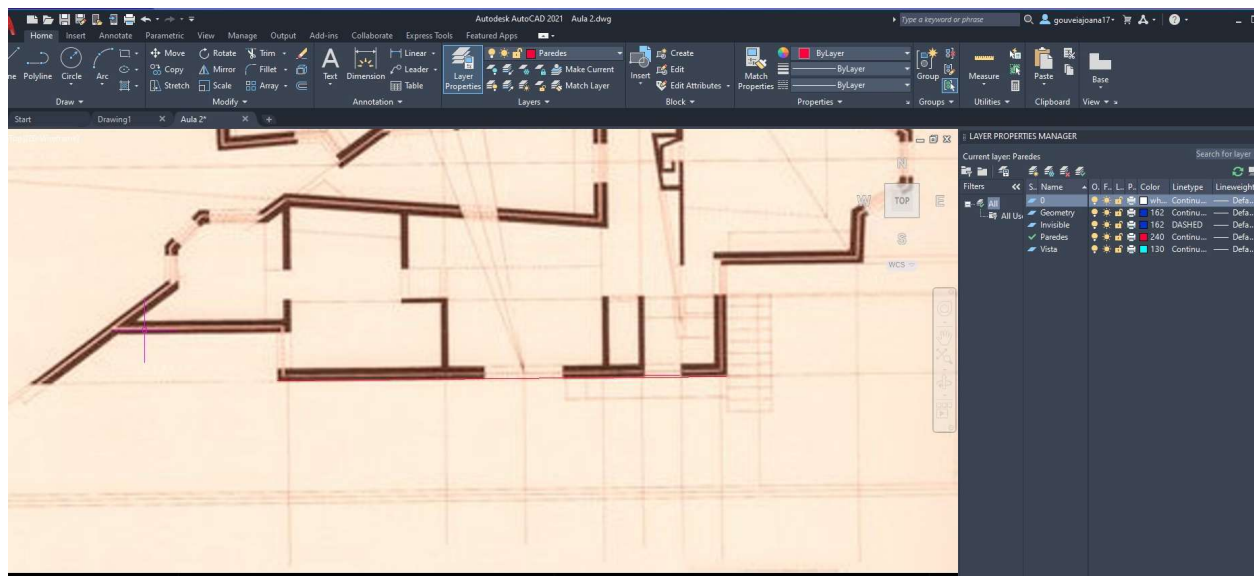 Autodesk AutoCAD 2021 Aula 2.dwg
Type a keyword or phrase
gouveiajoana17
Home Insert Annotate Parametric View Manage Output Add-ins Collaborate Express Tools Featured Apps
Move Rotate Trim
Copy Mirror Fillet
Stretch Scale Array
Polyline Circle Arc
Text Dimension
Linear
Leader
Table
Layer Properties
Paredes
Make Current
Match Layer
Insert
Create
Edit
Edit Attributes
Match Properties
ByLayer
ByLayer
ByLayer
Group
Measure
Paste
Base
Draw Modify Annotation Layers Block Properties Groups Utilities Clipboard View
Start Drawing1 Aula 2* +
N
W TOP E
S
WCS
LAYER PROPERTIES MANAGER
Current layer: Paredes
Search for layer
Filters
All
All Us
S.. Name O. F.. L.. P.. Color Linetype Lineweight
0 wh... Continu... Defa...
Geometry 162 Continu... Defa...
Invisible 162 DASHED Defa...
Paredes 240 Continu... Defa...
Vista 130 Continu... Defa...